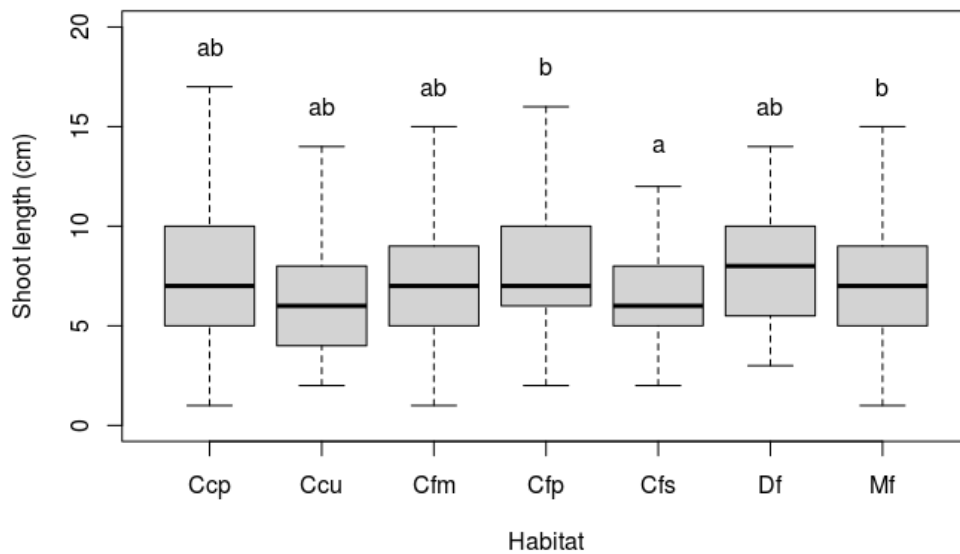 Shoot length (cm)
20
15
10
5
0
ab
ab
ab
b
a
ab
b
Ccp Ccu Cfm Cfp Cfs Df Mf
Habitat